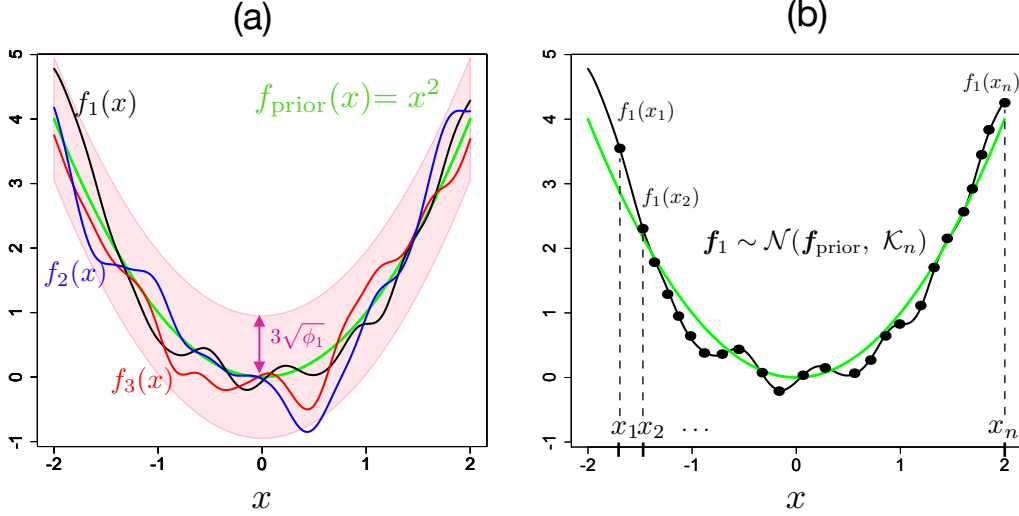 (a)
5
4
3
2
1
0
-1
-2
-1
0
1
2
x
f₁(x)
f_prior(x)= x²
f₂(x)
f₃(x)
3√ϕ₁
(b)
5
4
3
2
1
0
-1
-2
-1
0
1
2
x
f₁(xₙ)
f₁(x₁)
f₁(x₂)
𝒇₁ ∼ 𝒩(𝒇_prior, 𝒦ₙ)
x₁ x₂ ⋯ xₙ